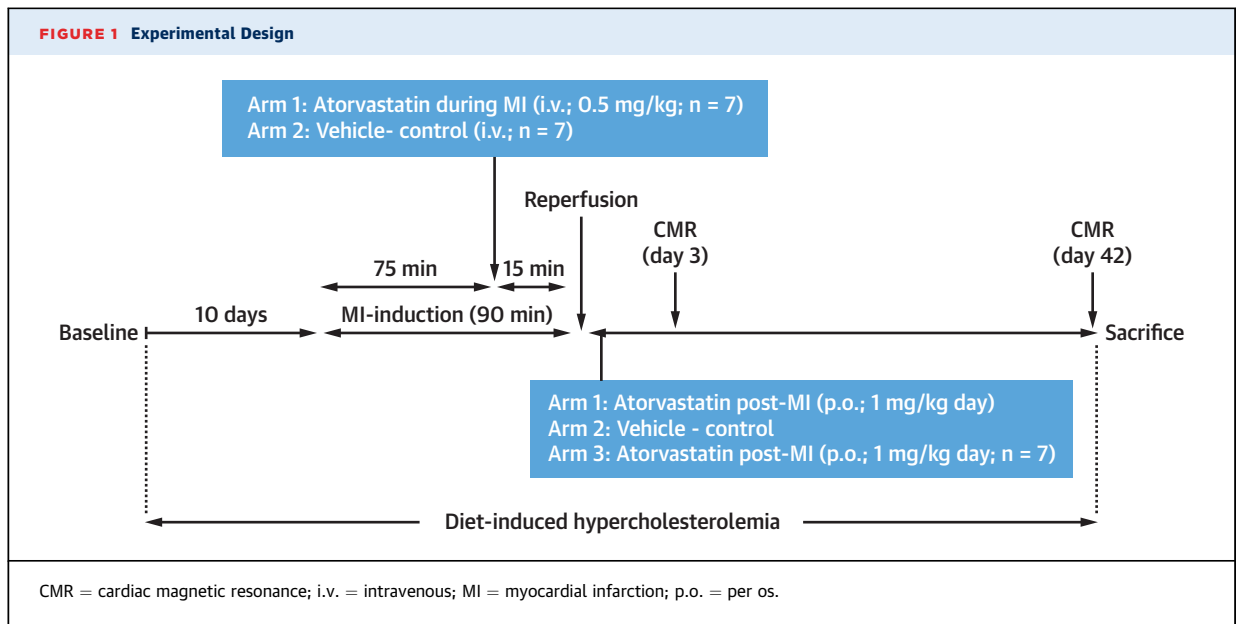 FIGURE 1 Experimental Design
Arm 1: Atorvastatin during MI (i.v.; 0.5 mg/kg; n = 7)
Arm 2: Vehicle- control (i.v.; n = 7)
Reperfusion
CMR
(day 3)
CMR
(day 42)
75 min
15 min
Baseline
10 days
MI-induction (90 min)
Sacrifice
Arm 1: Atorvastatin post-MI (p.o.; 1 mg/kg day)
Arm 2: Vehicle - control
Arm 3: Atorvastatin post-MI (p.o.; 1 mg/kg day; n = 7)
Diet-induced hypercholesterolemia
CMR = cardiac magnetic resonance; i.v. = intravenous; MI = myocardial infarction; p.o. = per os.